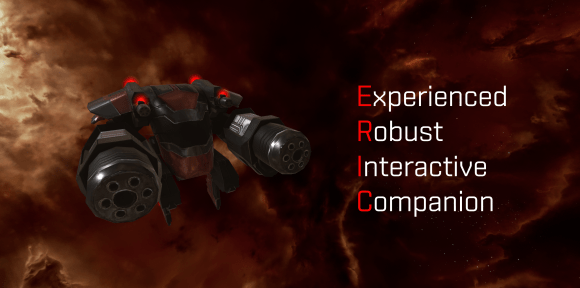 Experienced
Robust
Interactive
Companion